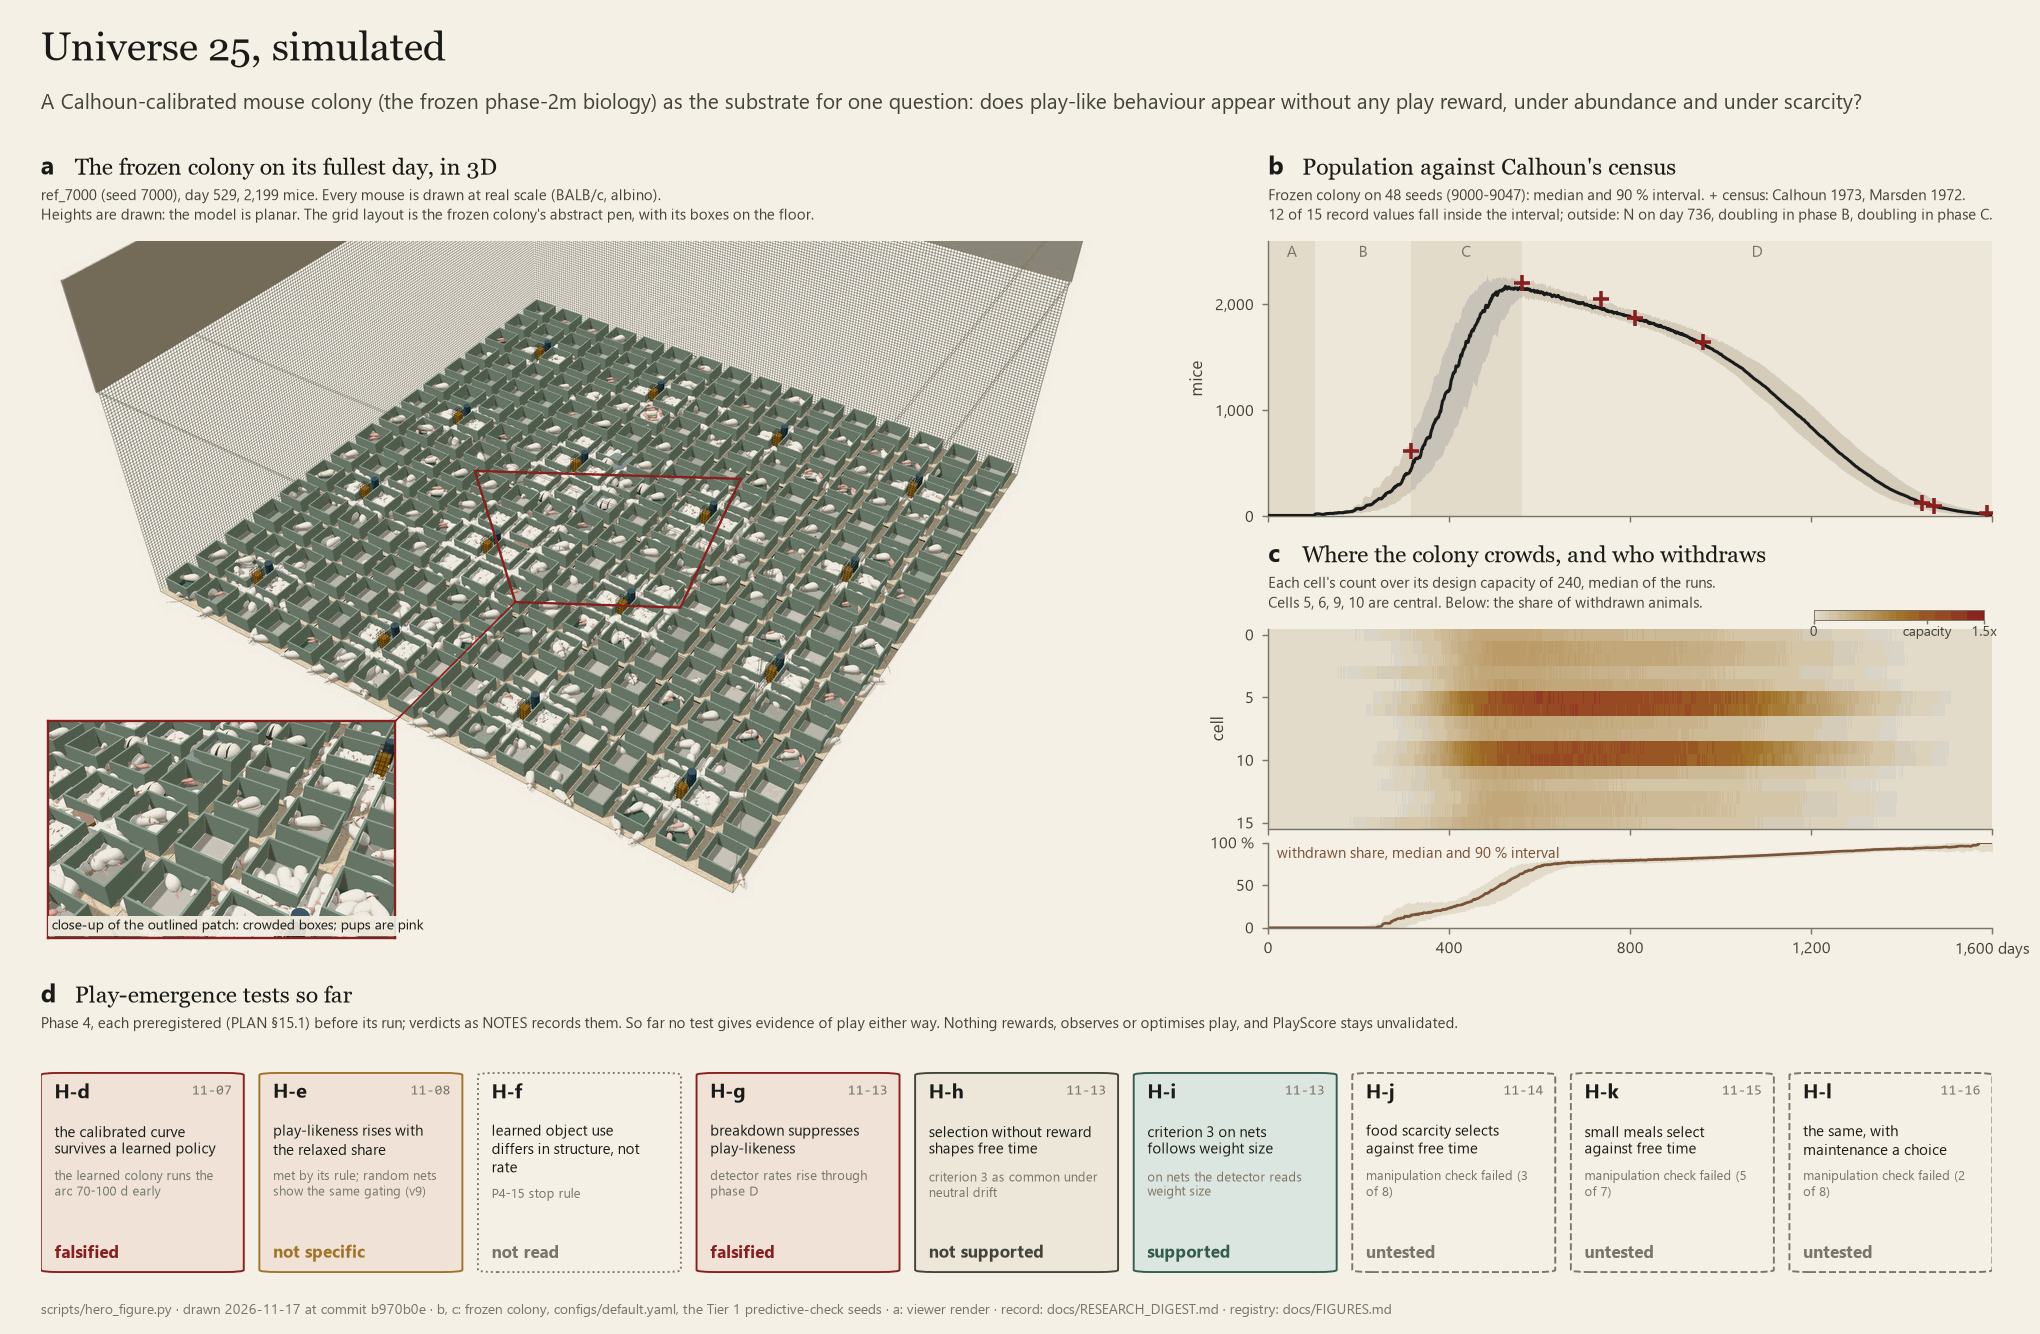 Universe 25, simulated
A Calhoun-calibrated mouse colony (the frozen phase-2m biology) as the substrate for one question: does play-like behaviour appear without any play reward, under abundance and under scarcity?
a The frozen colony on its fullest day, in 3D
ref_7000 (seed 7000), day 529, 2,199 mice. Every mouse is drawn at real scale (BALB/c, albino).
Heights are drawn: the model is planar. The grid layout is the frozen colony's abstract pen, with its boxes on the floor.
close-up of the outlined patch: crowded boxes; pups are pink
b Population against Calhoun's census
Frozen colony on 48 seeds (9000-9047): median and 90 % interval. + census: Calhoun 1973, Marsden 1972.
12 of 15 record values fall inside the interval; outside: N on day 736, doubling in phase B, doubling in phase C.
A B C D
2,000
mice
1,000
0
c Where the colony crowds, and who withdraws
Each cell's count over its design capacity of 240, median of the runs.
Cells 5, 6, 9, 10 are central. Below: the share of withdrawn animals.
0 capacity 1.5x
0
5
cell
10
15
100 %
withdrawn share, median and 90 % interval
50
0
0 400 800 1,200 1,600 days
d Play-emergence tests so far
Phase 4, each preregistered (PLAN §15.1) before its run; verdicts as NOTES records them. So far no test gives evidence of play either way. Nothing rewards, observes or optimises play, and PlayScore stays unvalidated.
H-d 11-07
the calibrated curve
survives a learned policy
the learned colony runs the
arc 70-100 d early
falsified
H-e 11-08
play-likeness rises with
the relaxed share
met by its rule; random nets
show the same gating (v9)
not specific
H-f
learned object use
differs in structure, not
rate
P4-15 stop rule
not read
H-g 11-13
breakdown suppresses
play-likeness
detector rates rise through
phase D
falsified
H-h 11-13
selection without reward
shapes free time
criterion 3 as common under
neutral drift
not supported
H-i 11-13
criterion 3 on nets
follows weight size
on nets the detector reads
weight size
supported
H-j 11-14
food scarcity selects
against free time
manipulation check failed (3
of 8)
untested
H-k 11-15
small meals select
against free time
manipulation check failed (5
of 7)
untested
H-l 11-16
the same, with
maintenance a choice
manipulation check failed (2
of 8)
untested
scripts/hero_figure.py · drawn 2026-11-17 at commit b970b0e · b, c: frozen colony, configs/default.yaml, the Tier 1 predictive-check seeds · a: viewer render · record: docs/RESEARCH_DIGEST.md · registry: docs/FIGURES.md